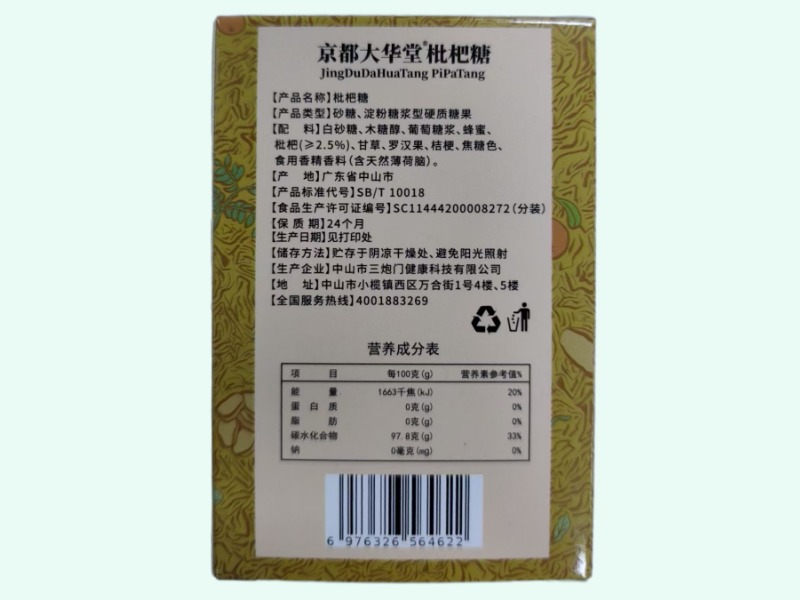 京都大华堂®枇杷糖
JingDuDaHuaTang PiPaTang
【产品名称】枇杷糖
【产品类型】砂糖、淀粉糖浆型硬质糖果
【配 料】白砂糖、木糖醇、葡萄糖浆、蜂蜜、
枇杷(≥2.5%)、甘草、罗汉果、桔梗、焦糖色、
食用香精香料(含天然薄荷脑)。
【产 地】广东省中山市
【产品标准代号】SB/T 10018
【食品生产许可证编号】SC11444200008272(分装)
【保 质 期】24个月
【生产日期】见打印处
【储存方法】贮存于阴凉干燥处、避免阳光照射
【生产企业】中山市三炮门健康科技有限公司
【地 址】中山市小榄镇西区万合街1号4楼、5楼
【全国服务热线】4001883269
营养成分表
项 目 每100克(g) 营养素参考值%
能 量 1663千焦(kJ) 20%
蛋 白 质 0克(g) 0%
脂 肪 0克(g) 0%
碳水化合物 97.8克(g) 33%
钠 0毫克(mg) 0%
6 976326 564622